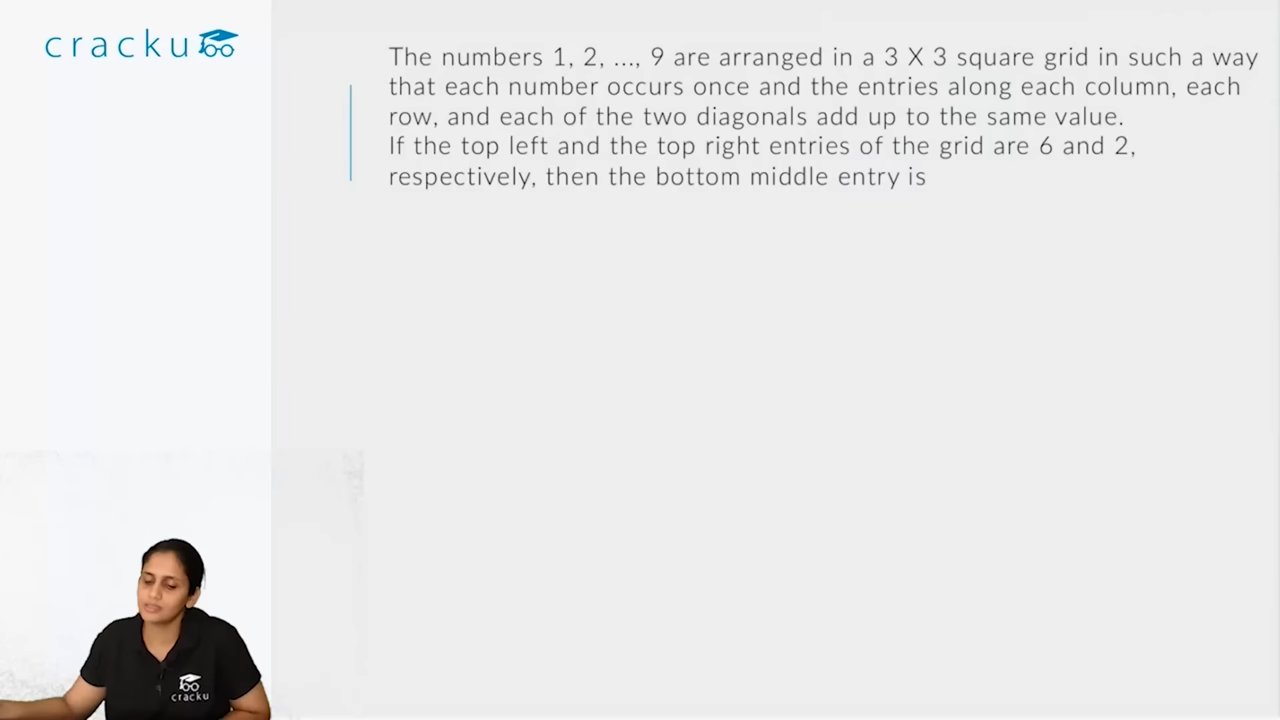 cracku
The numbers 1, 2, ..., 9 are arranged in a 3 X 3 square grid in such a way
that each number occurs once and the entries along each column, each
row, and each of the two diagonals add up to the same value.
If the top left and the top right entries of the grid are 6 and 2,
respectively, then the bottom middle entry is
cracku